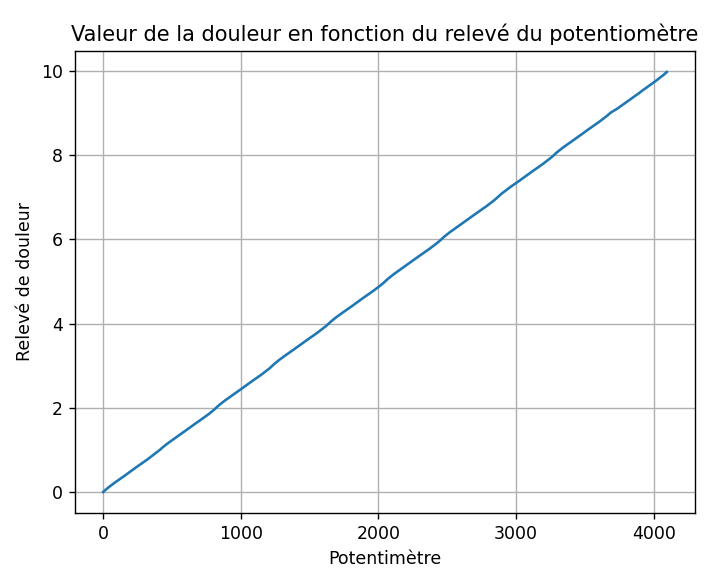 Valeur de la douleur en fonction du relevé du potentiomètre
10
8
6
4
2
0
Relevé de douleur
0 1000 2000 3000 4000
Potentimètre